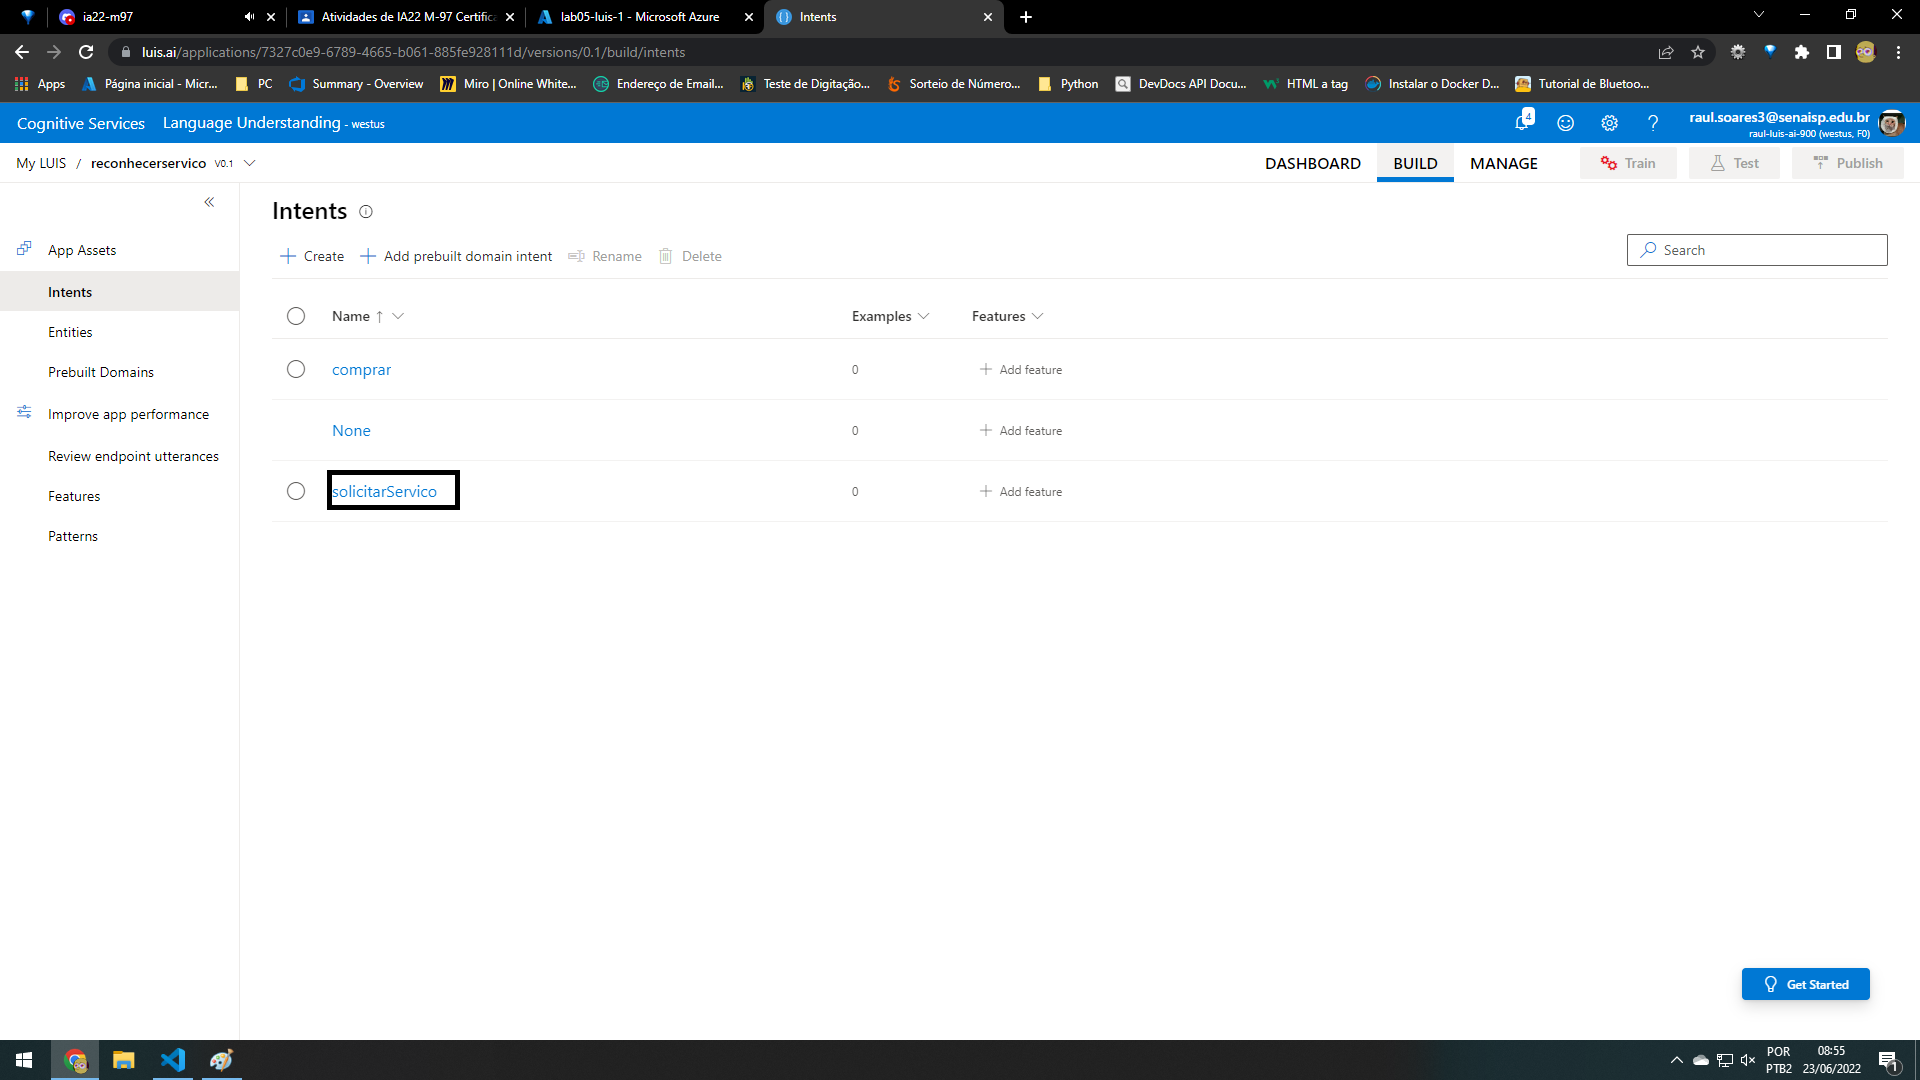 ia22-m97
Atividades de IA22 M-97 Certifica
lab05-luis-1 - Microsoft Azure
Intents
luis.ai/applications/7327c0e9-6789-4665-b061-885fe928111d/versions/0.1/build/intents
Apps
Página inicial - Micr...
PC
Summary - Overview
Miro | Online White...
Endereço de Email...
Teste de Digitação...
Sorteio de Número...
Python
DevDocs API Docu...
HTML a tag
Instalar o Docker D...
Tutorial de Bluetoo...
Cognitive Services
Language Understanding - westus
4
raul.soares3@senaisp.edu.br
raul-luis-ai-900 (westus, F0)
My LUIS / reconhecerservico V0.1
DASHBOARD
BUILD
MANAGE
Train
Test
Publish
App Assets
Intents
Entities
Prebuilt Domains
Improve app performance
Review endpoint utterances
Features
Patterns
Intents
+ Create
+ Add prebuilt domain intent
Rename
Delete
Search
Name ↑
Examples
Features
comprar
0
+ Add feature
None
0
+ Add feature
solicitarServico
0
+ Add feature
Get Started
POR
PTB2
08:55
23/06/2022
1